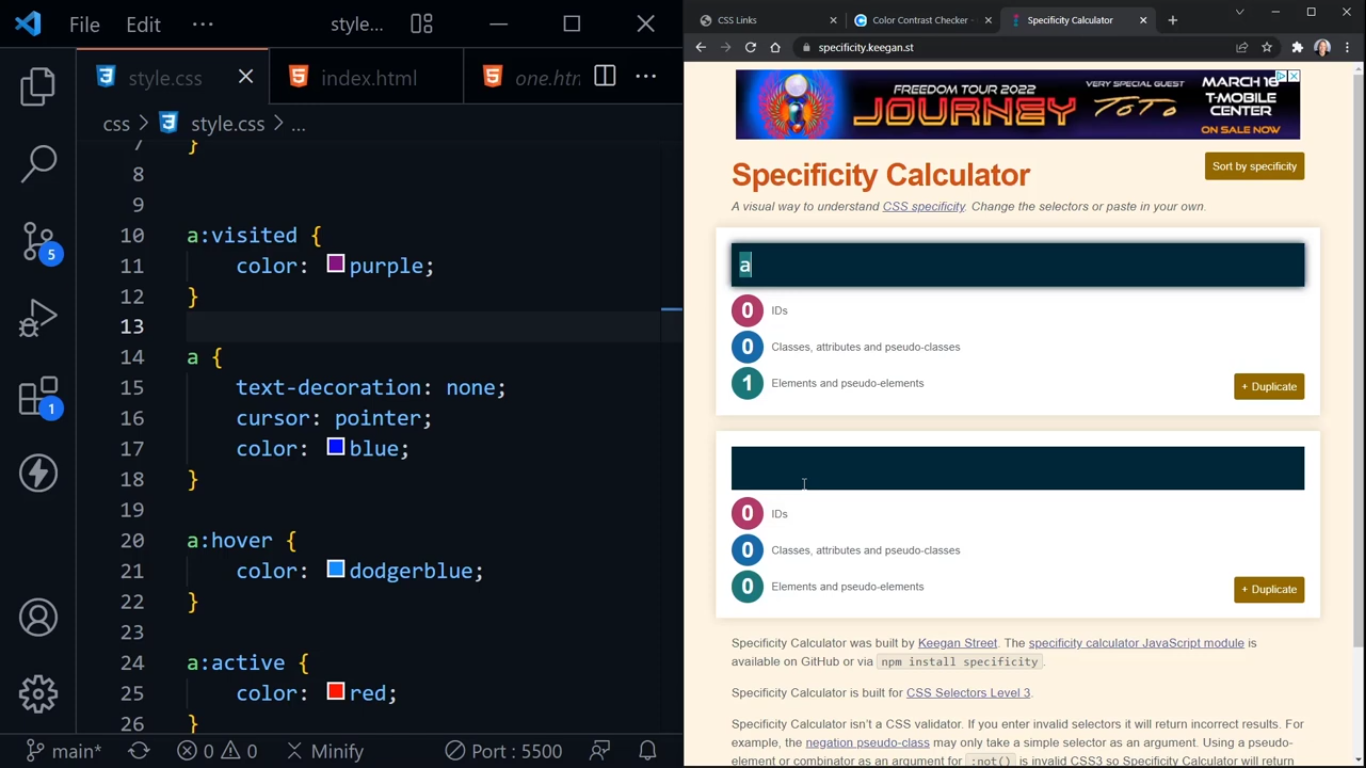 File Edit ··· style...
style.css index.html one.htn ···
css > style.css > ...
7 }
8
9
10 a:visited {
11 color: purple;
12 }
13
14 a {
15 text-decoration: none;
16 cursor: pointer;
17 color: blue;
18 }
19
20 a:hover {
21 color: dodgerblue;
22 }
23
24 a:active {
25 color: red;
26 }
5
1
main* 0 0 Minify Port : 5500
CSS Links Color Contrast Checker - Specificity Calculator
specificity.keegan.st
FREEDOM TOUR 2022
JOURNEY
VERY SPECIAL GUEST
TOTO
MARCH 16
T-MOBILE
CENTER
ON SALE NOW
Specificity Calculator
Sort by specificity
A visual way to understand CSS specificity. Change the selectors or paste in your own.
a
0 IDs
0 Classes, attributes and pseudo-classes
1 Elements and pseudo-elements
+ Duplicate
0 IDs
0 Classes, attributes and pseudo-classes
0 Elements and pseudo-elements
+ Duplicate
Specificity Calculator was built by Keegan Street. The specificity calculator JavaScript module is
available on GitHub or via npm install specificity.
Specificity Calculator is built for CSS Selectors Level 3.
Specificity Calculator isn't a CSS validator. If you enter invalid selectors it will return incorrect results. For
example, the negation pseudo-class may only take a simple selector as an argument. Using a pseudo-
element or combinator as an argument for :not() is invalid CSS3 so Specificity Calculator will return